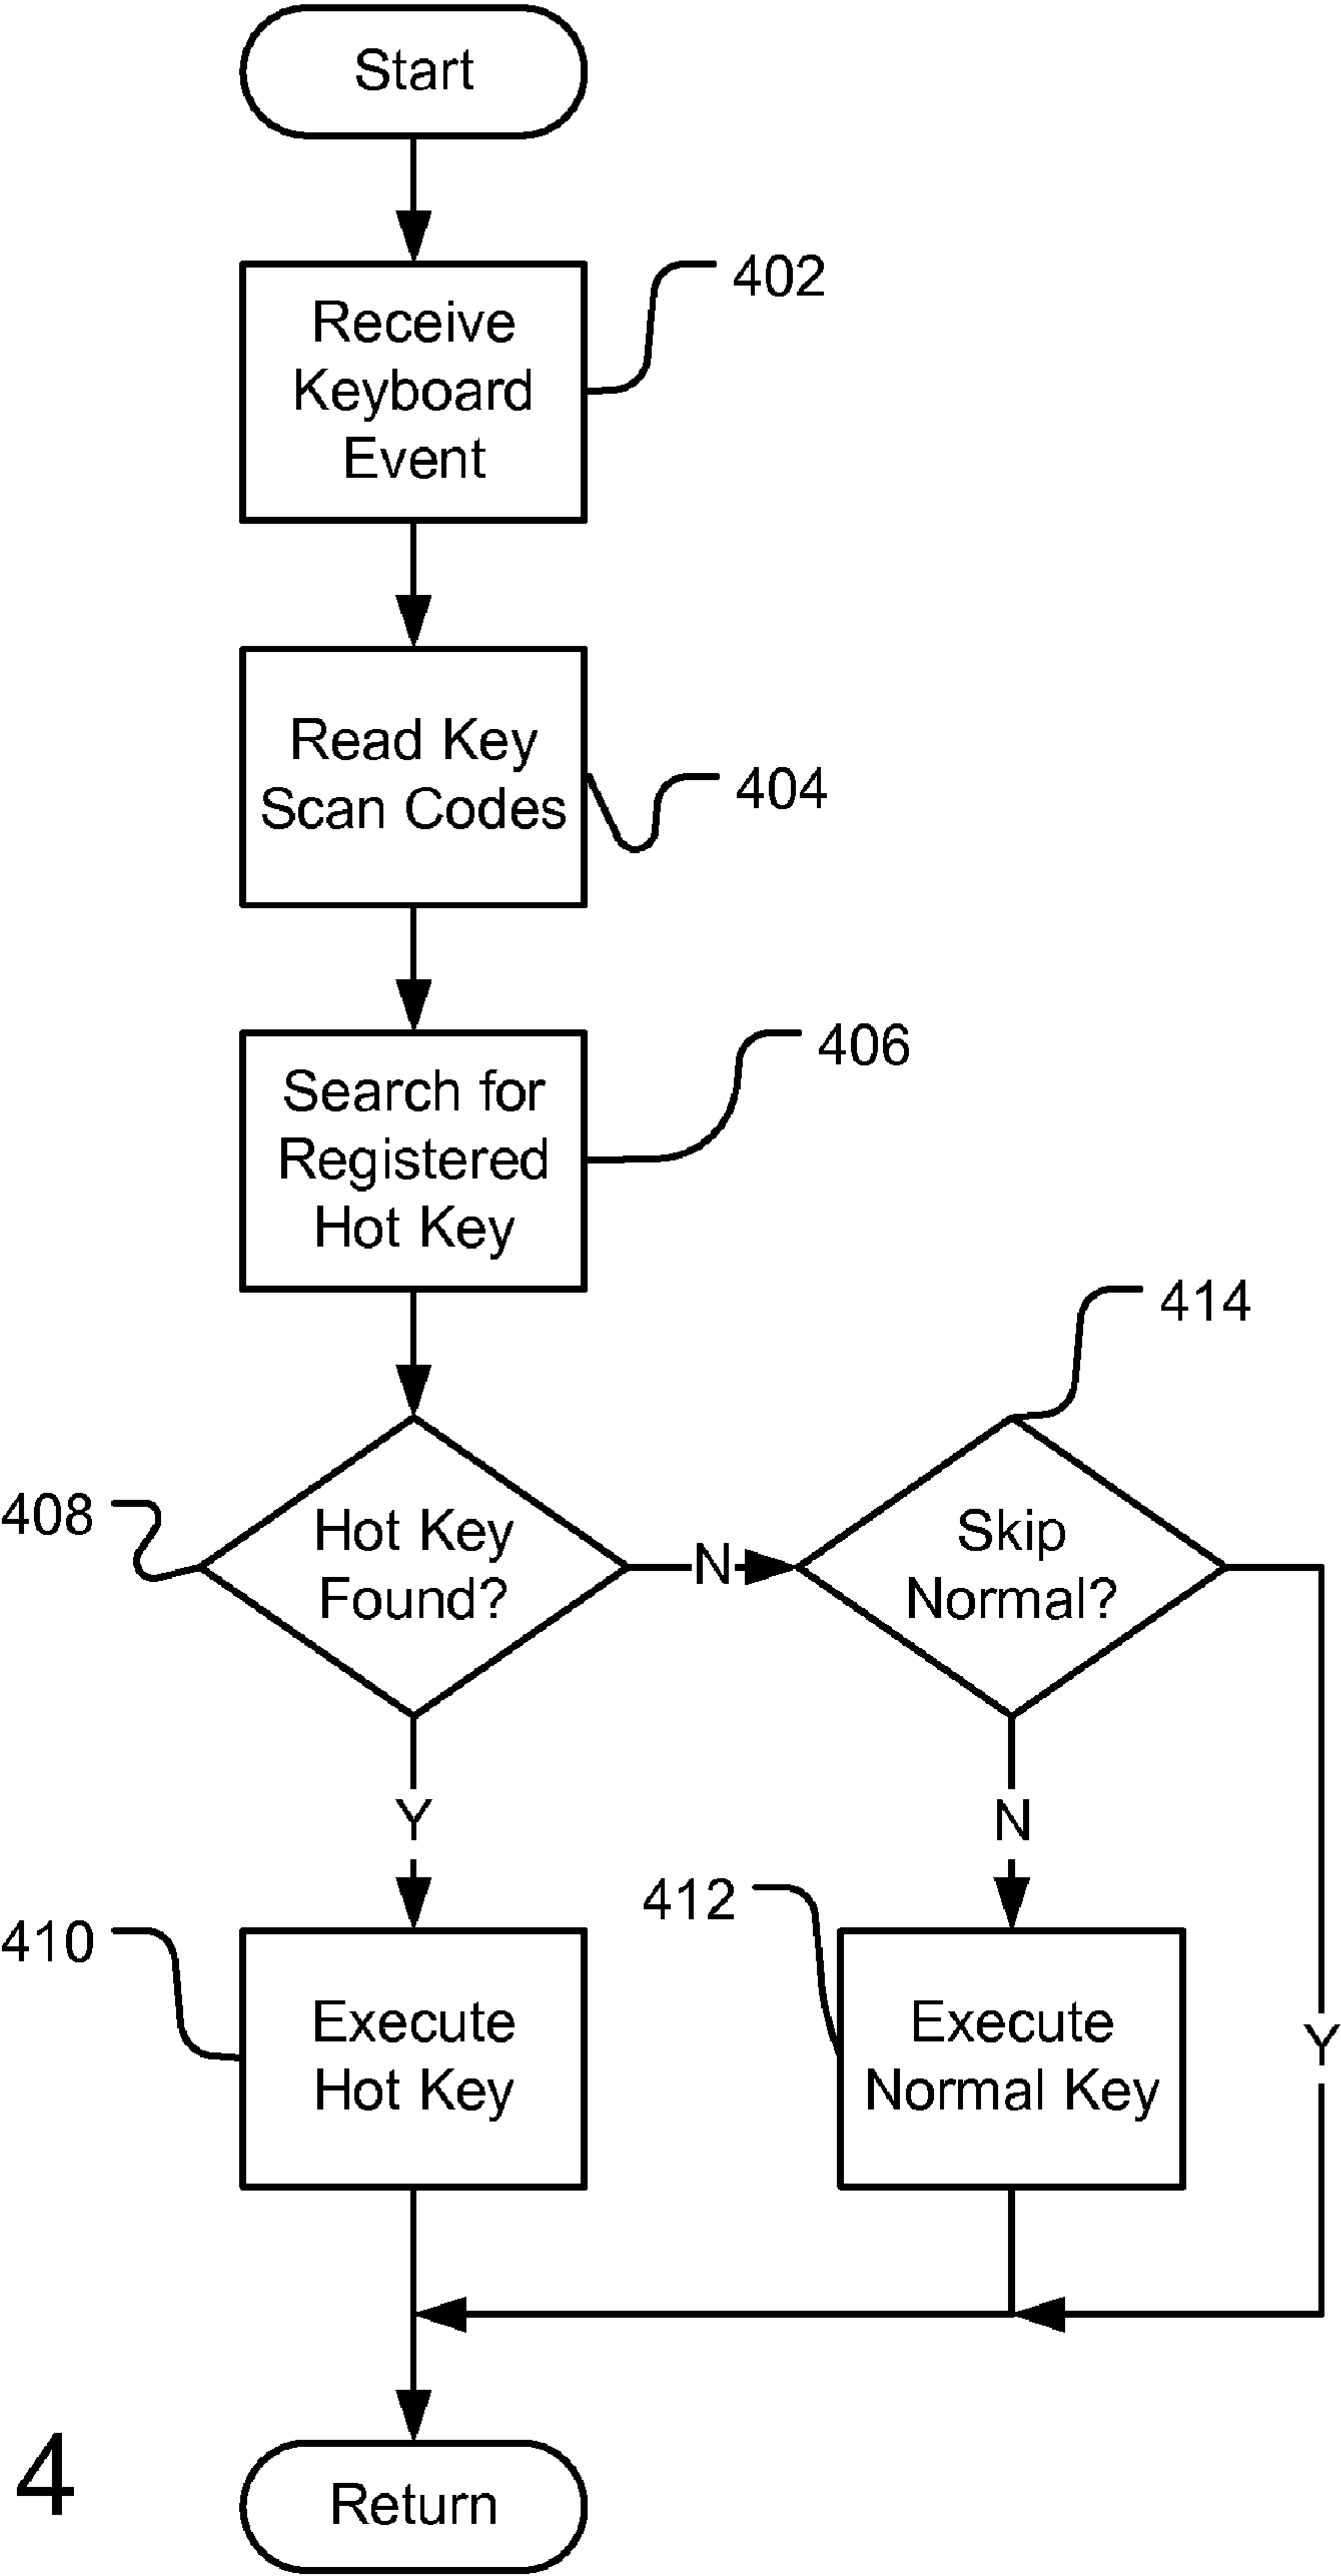 Start
402
Receive
Keyboard
Event
Read Key
Scan Codes
404
406
Search for
Registered
Hot Key
414
408
Hot Key
Found?
N
Skip
Normal?
Y
N
412
410
Execute
Hot Key
Execute
Normal Key
Y
4
Return